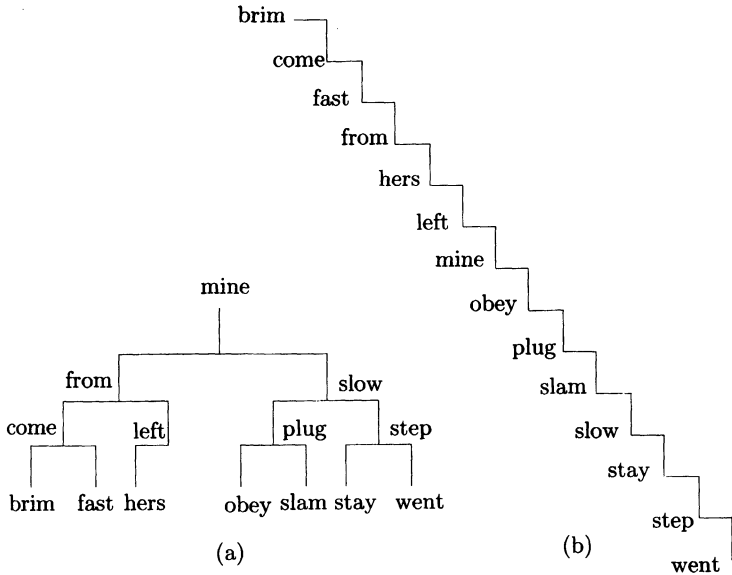 brim
come
fast
from
hers
left
mine
obey
plug
slam
slow
stay
step
went
(b)
mine
from slow
come left plug step
brim fast hers obey slam stay went
(a)